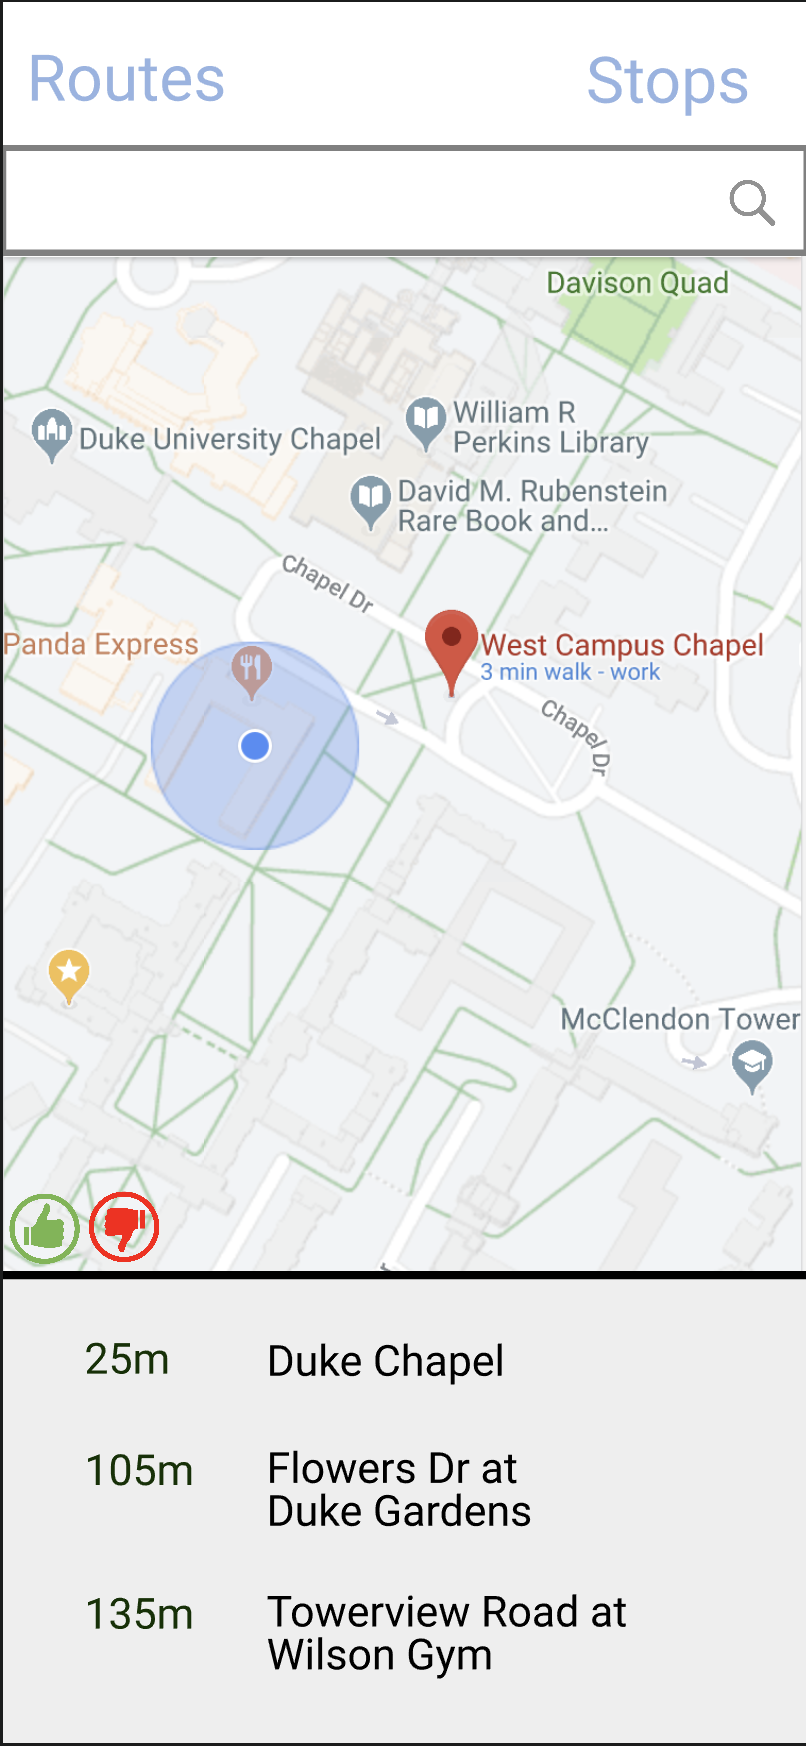 Routes
Stops
Davison Quad
William R
Perkins Library
Duke University Chapel
David M. Rubenstein
Rare Book and...
Chapel Dr
Panda Express
West Campus Chapel
3 min walk - work
Chapel Dr
McClendon Tower
25m
Duke Chapel
105m
Flowers Dr at
Duke Gardens
135m
Towerview Road at
Wilson Gym